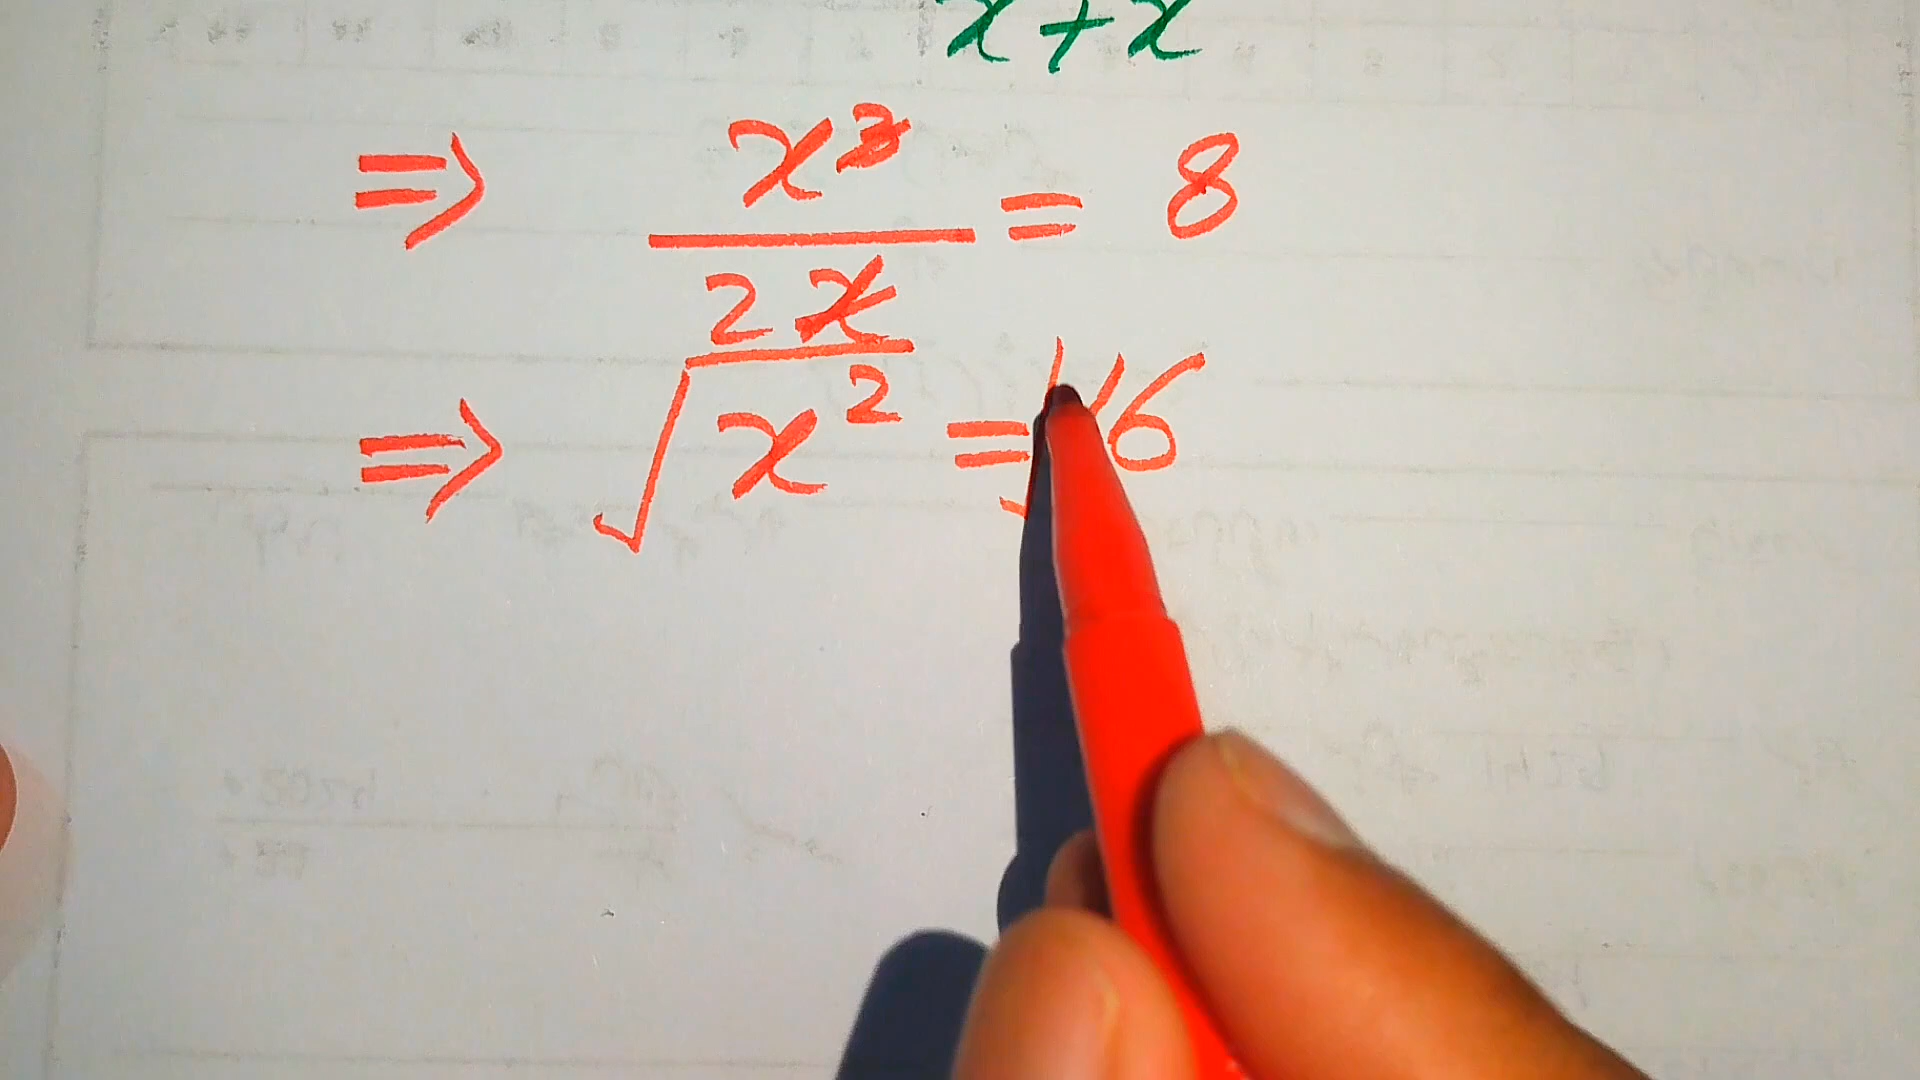 x+x
⇒ x³/2x = 8
⇒ √x² = √16